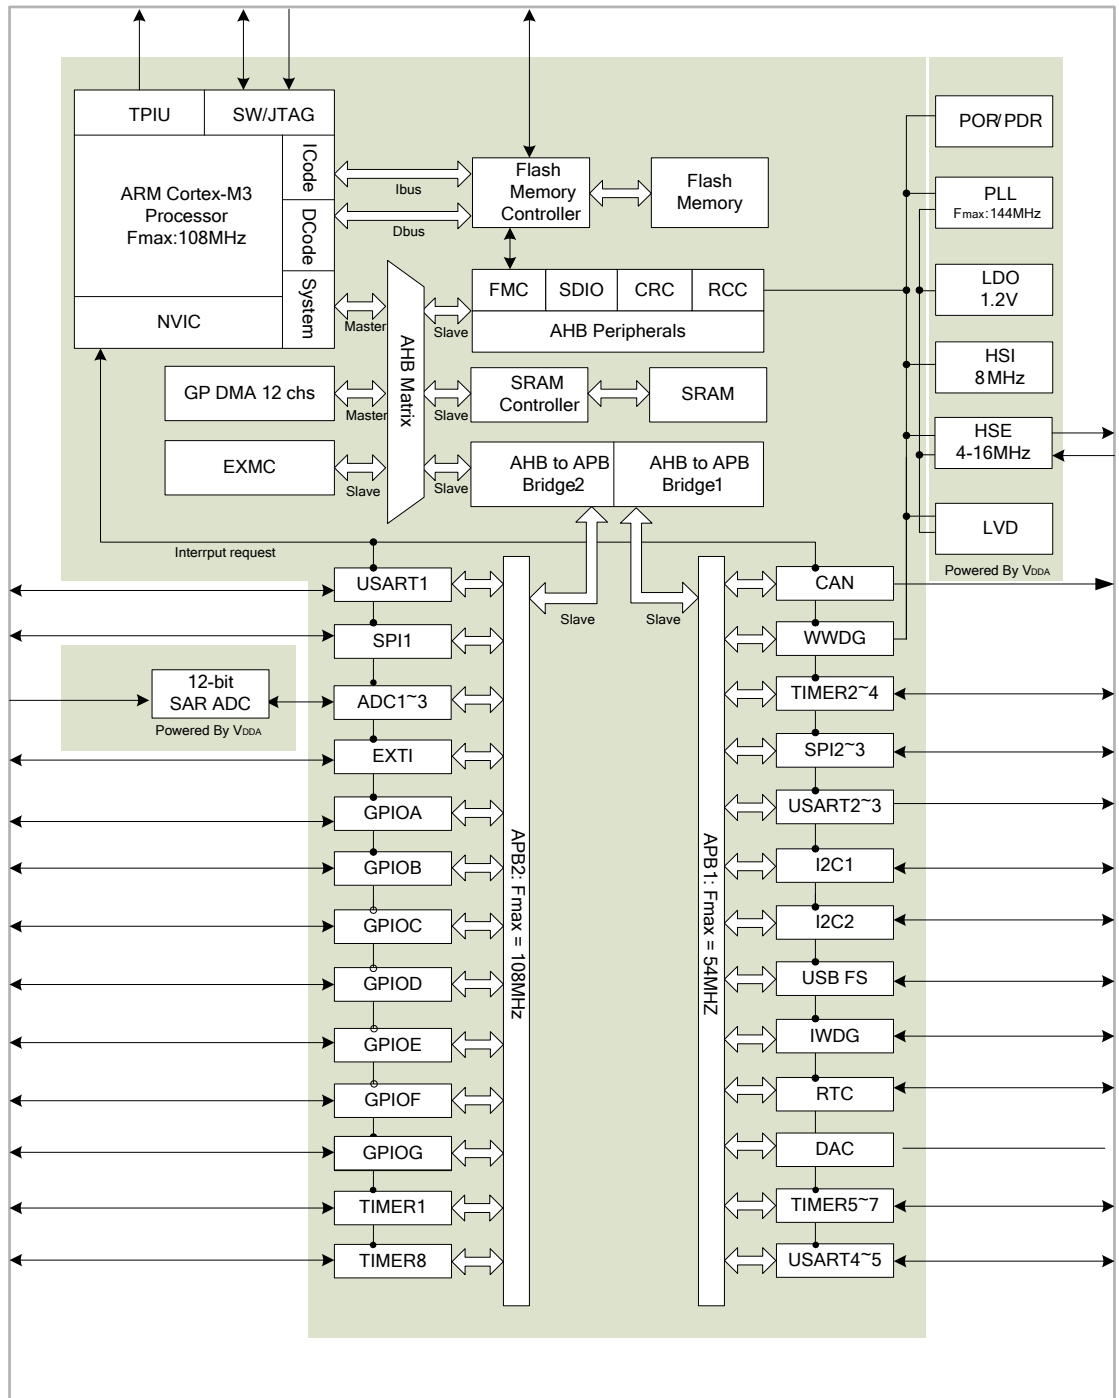 TPIU
SW/JTAG
ICode
DCode
System
ARM Cortex-M3
Processor
Fmax:108MHz
NVIC
Ibus
Dbus
Flash
Memory
Controller
Flash
Memory
POR/PDR
PLL
Fmax:144MHz
LDO
1.2V
HSI
8MHz
HSE
4-16MHz
LVD
Powered By VDDA
FMC
SDIO
CRC
RCC
AHB Peripherals
Master
Slave
AHB Matrix
GP DMA 12 chs
Master
Slave
SRAM
Controller
SRAM
EXMC
Slave
Slave
AHB to APB
Bridge2
AHB to APB
Bridge1
Interrput request
Slave
Slave
USART1
SPI1
12-bit
SAR ADC
Powered By VDDA
ADC1~3
EXTI
GPIOA
GPIOB
GPIOC
GPIOD
GPIOE
GPIOF
GPIOG
TIMER1
TIMER8
APB2: Fmax = 108MHz
APB1: Fmax = 54MHZ
CAN
WWDG
TIMER2~4
SPI2~3
USART2~3
I2C1
I2C2
USB FS
IWDG
RTC
DAC
TIMER5~7
USART4~5